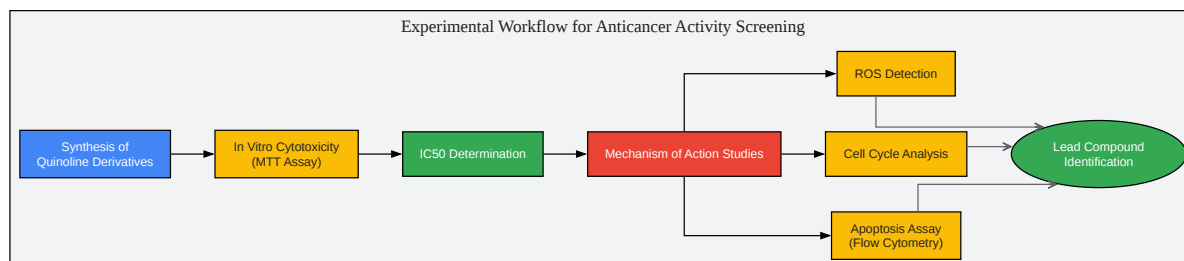 Experimental Workflow for Anticancer Activity Screening
Synthesis of
Quinoline Derivatives
In Vitro Cytotoxicity
(MTT Assay)
IC50 Determination
Mechanism of Action Studies
ROS Detection
Cell Cycle Analysis
Apoptosis Assay
(Flow Cytometry)
Lead Compound
Identification